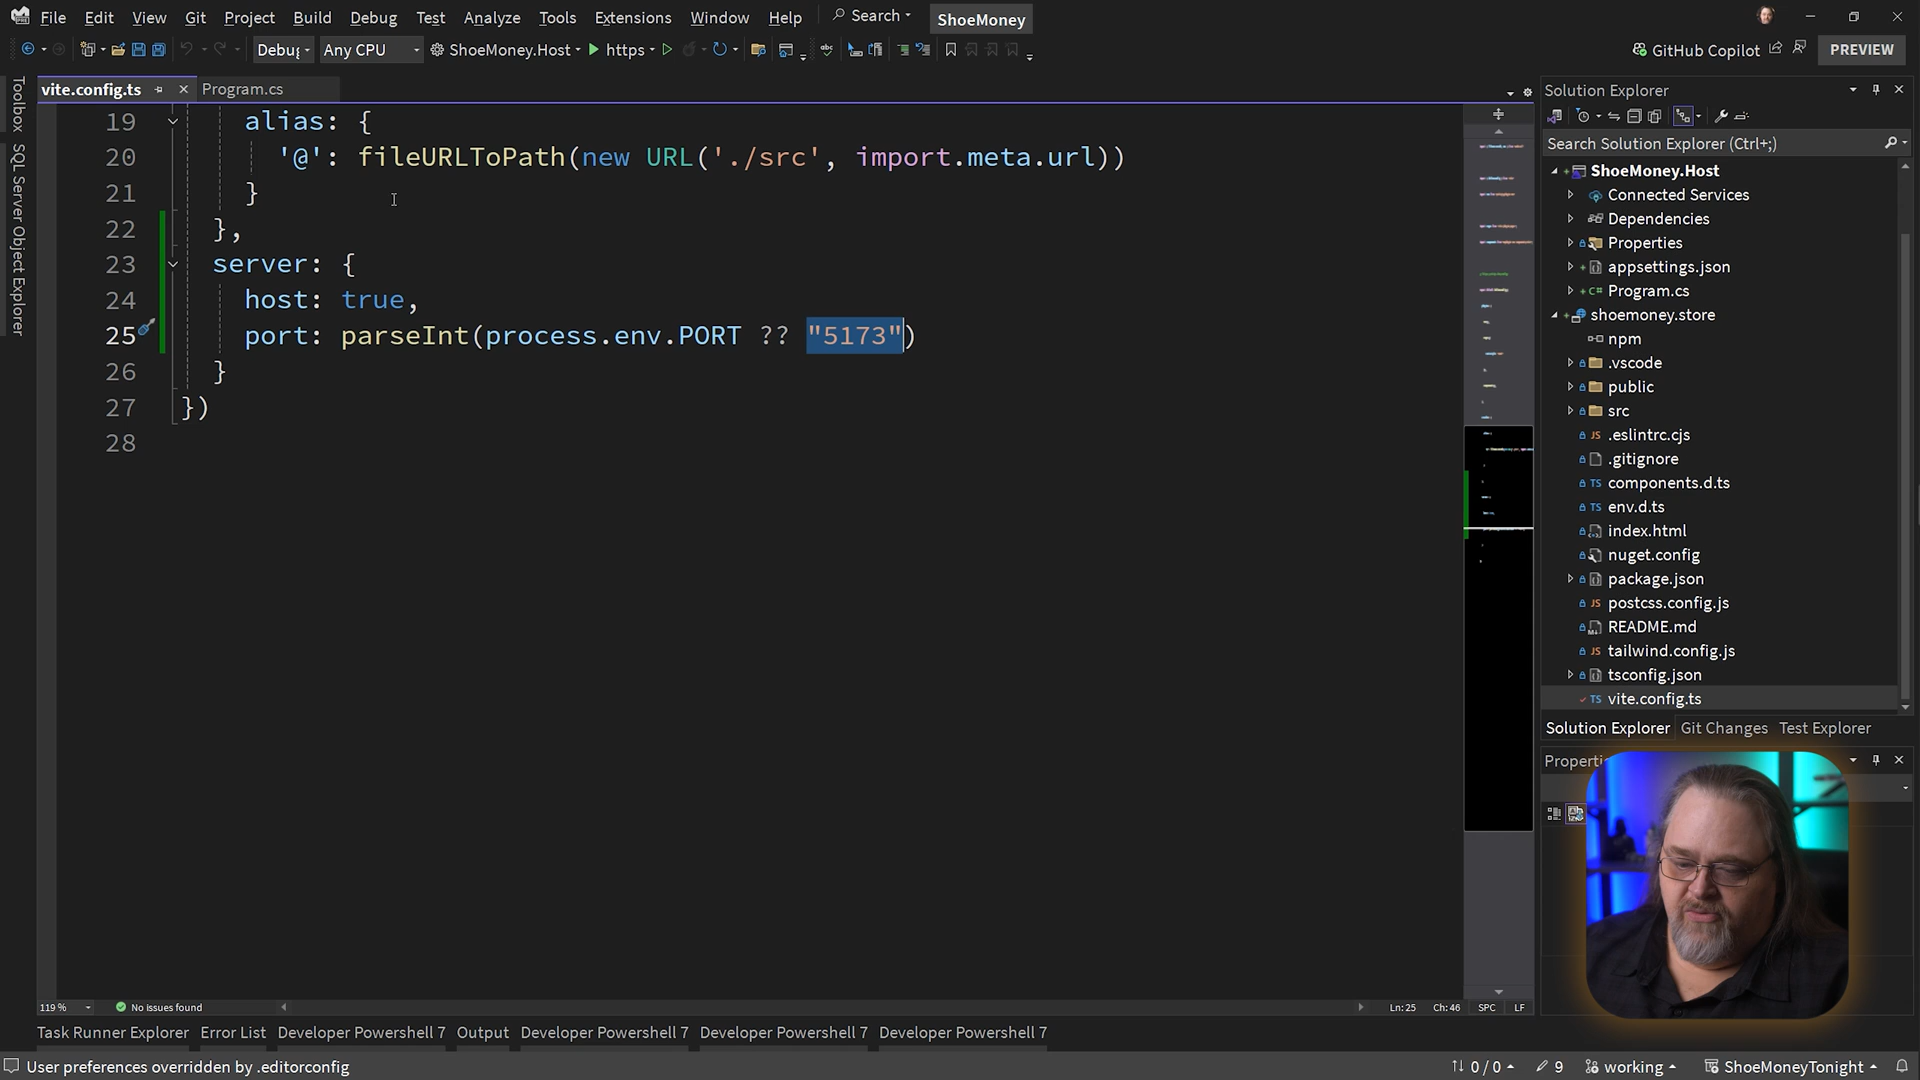 File Edit View Git Project Build Debug Test Analyze Tools Extensions Window Help Search ShoeMoney
Debug Any CPU ShoeMoney.Host https GitHub Copilot PREVIEW
vite.config.ts Program.cs
Toolbox
SQL Server Object Explorer
19 alias: {
20 '@': fileURLToPath(new URL('./src', import.meta.url))
21 }
22 },
23 server: {
24 host: true,
25 port: parseInt(process.env.PORT ?? "5173")
26 }
27 })
28
Solution Explorer
Search Solution Explorer (Ctrl+;)
ShoeMoney.Host
Connected Services
Dependencies
Properties
appsettings.json
C# Program.cs
shoemoney.store
npm
.vscode
public
src
JS .eslintrc.cjs
.gitignore
TS components.d.ts
TS env.d.ts
index.html
nuget.config
package.json
JS postcss.config.js
README.md
JS tailwind.config.js
tsconfig.json
TS vite.config.ts
Solution Explorer Git Changes Test Explorer
119 % No issues found Ln:25 Ch:46 SPC LF
Task Runner Explorer Error List Developer Powershell 7 Output Developer Powershell 7 Developer Powershell 7 Developer Powershell 7
User preferences overridden by .editorconfig 0 / 0 9 working ShoeMoneyTonight